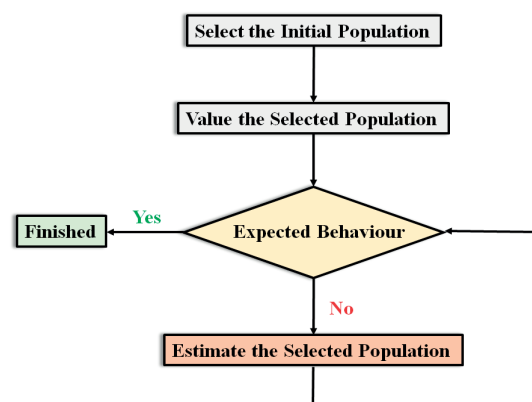 Select the Initial Population
Value the Selected Population
Yes
Finished
Expected Behaviour
No
Estimate the Selected Population